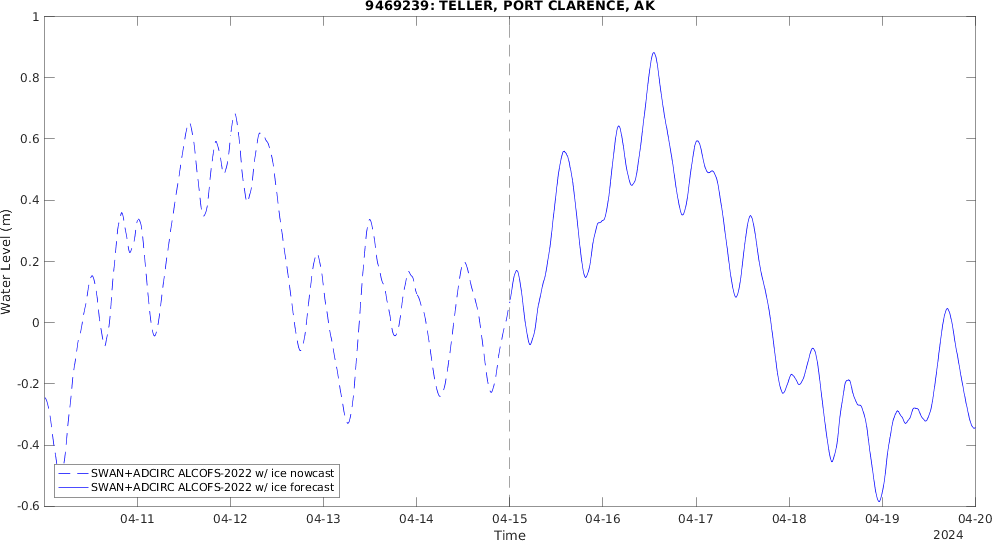 9469239: TELLER, PORT CLARENCE, AK
1
0.8
0.6
0.4
0.2
0
-0.2
-0.4
-0.6
Water Level (m)
SWAN+ADCIRC ALCOFS-2022 w/ ice nowcast
SWAN+ADCIRC ALCOFS-2022 w/ ice forecast
04-11 04-12 04-13 04-14 04-15 04-16 04-17 04-18 04-19 04-20
Time
2024